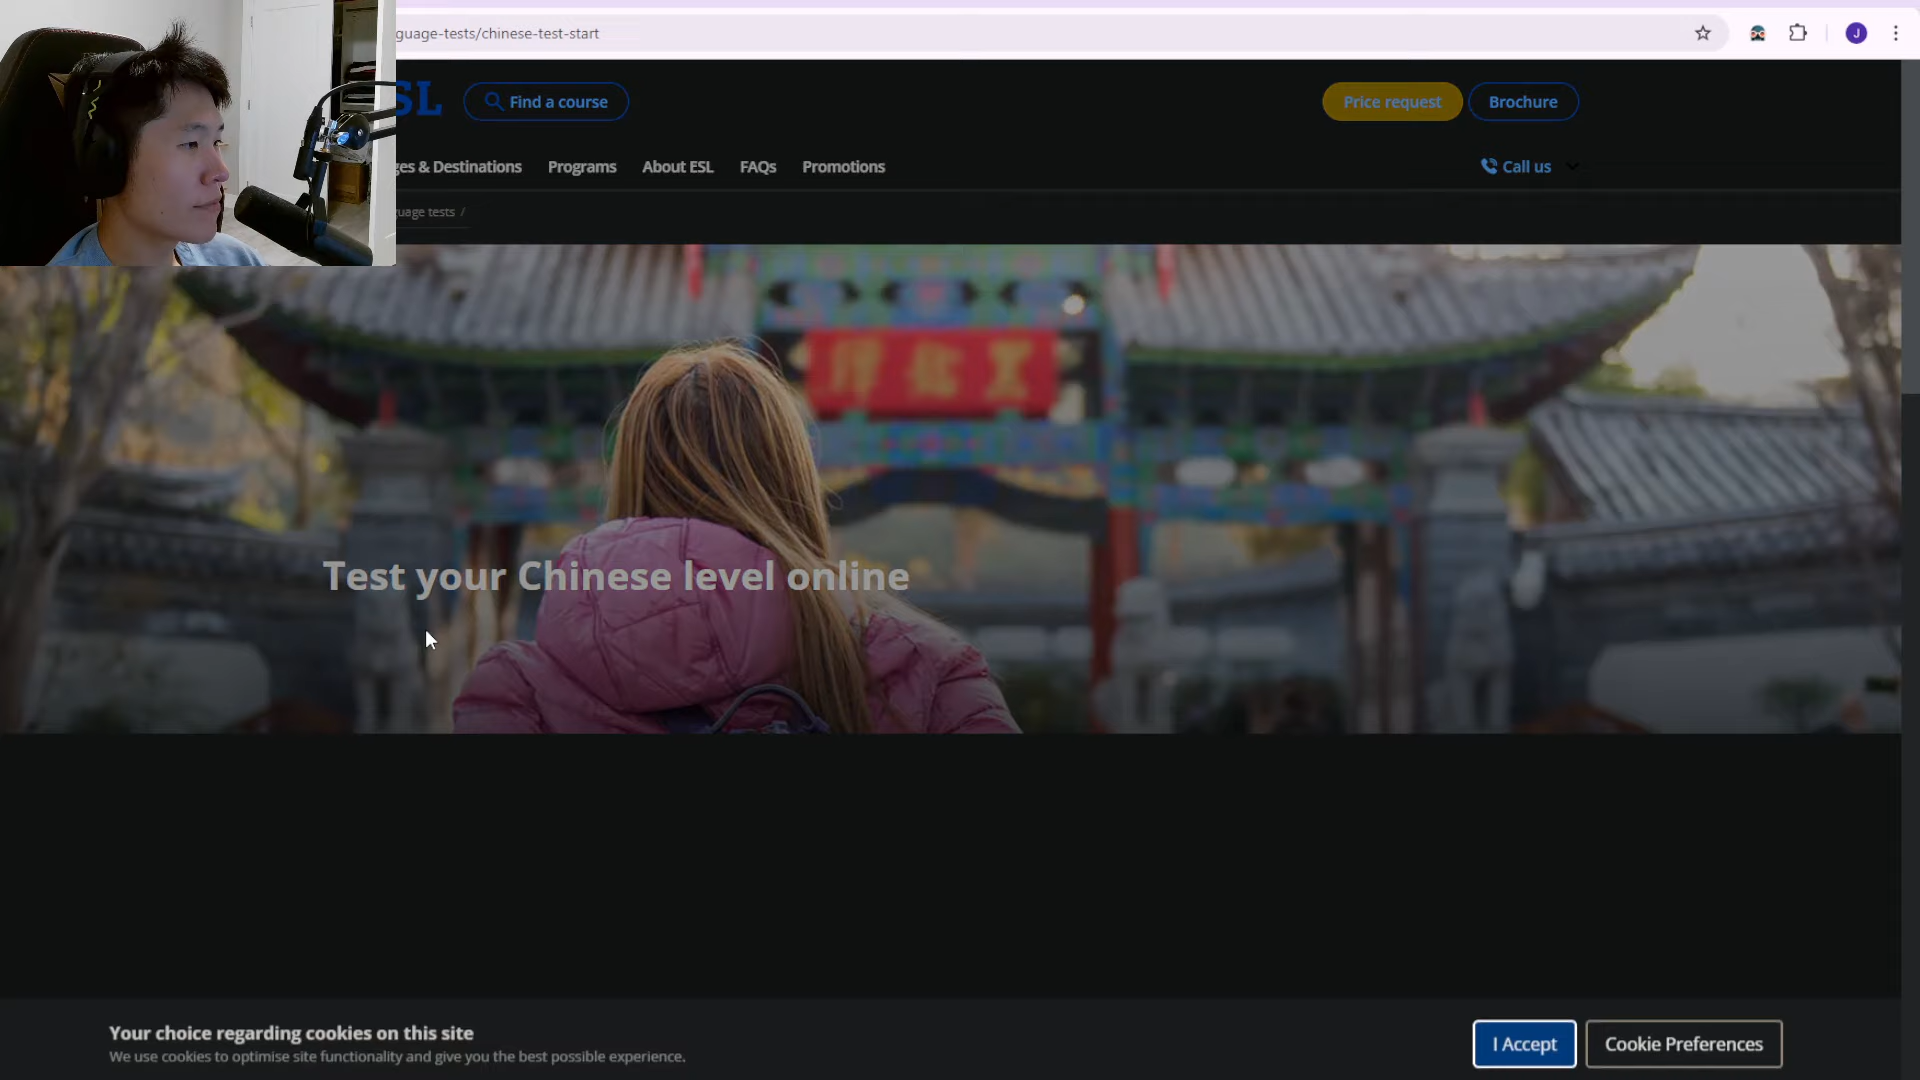 guage-tests/chinese-test-start
J
SL
Find a course
Price request
Brochure
ges & Destinations
Programs
About ESL
FAQs
Promotions
Call us
guage tests /
Test your Chinese level online
Your choice regarding cookies on this site
We use cookies to optimise site functionality and give you the best possible experience.
I Accept
Cookie Preferences